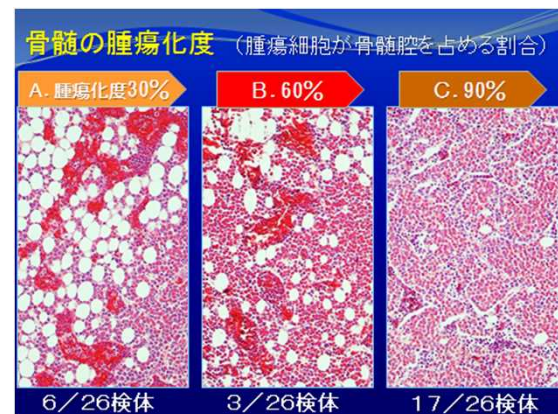 骨髄の腫瘍化度 （腫瘍細胞が骨髄腔を占める割合）
A. 腫瘍化度30%
B. 60%
C. 90%
6／26検体
3／26検体
17／26検体